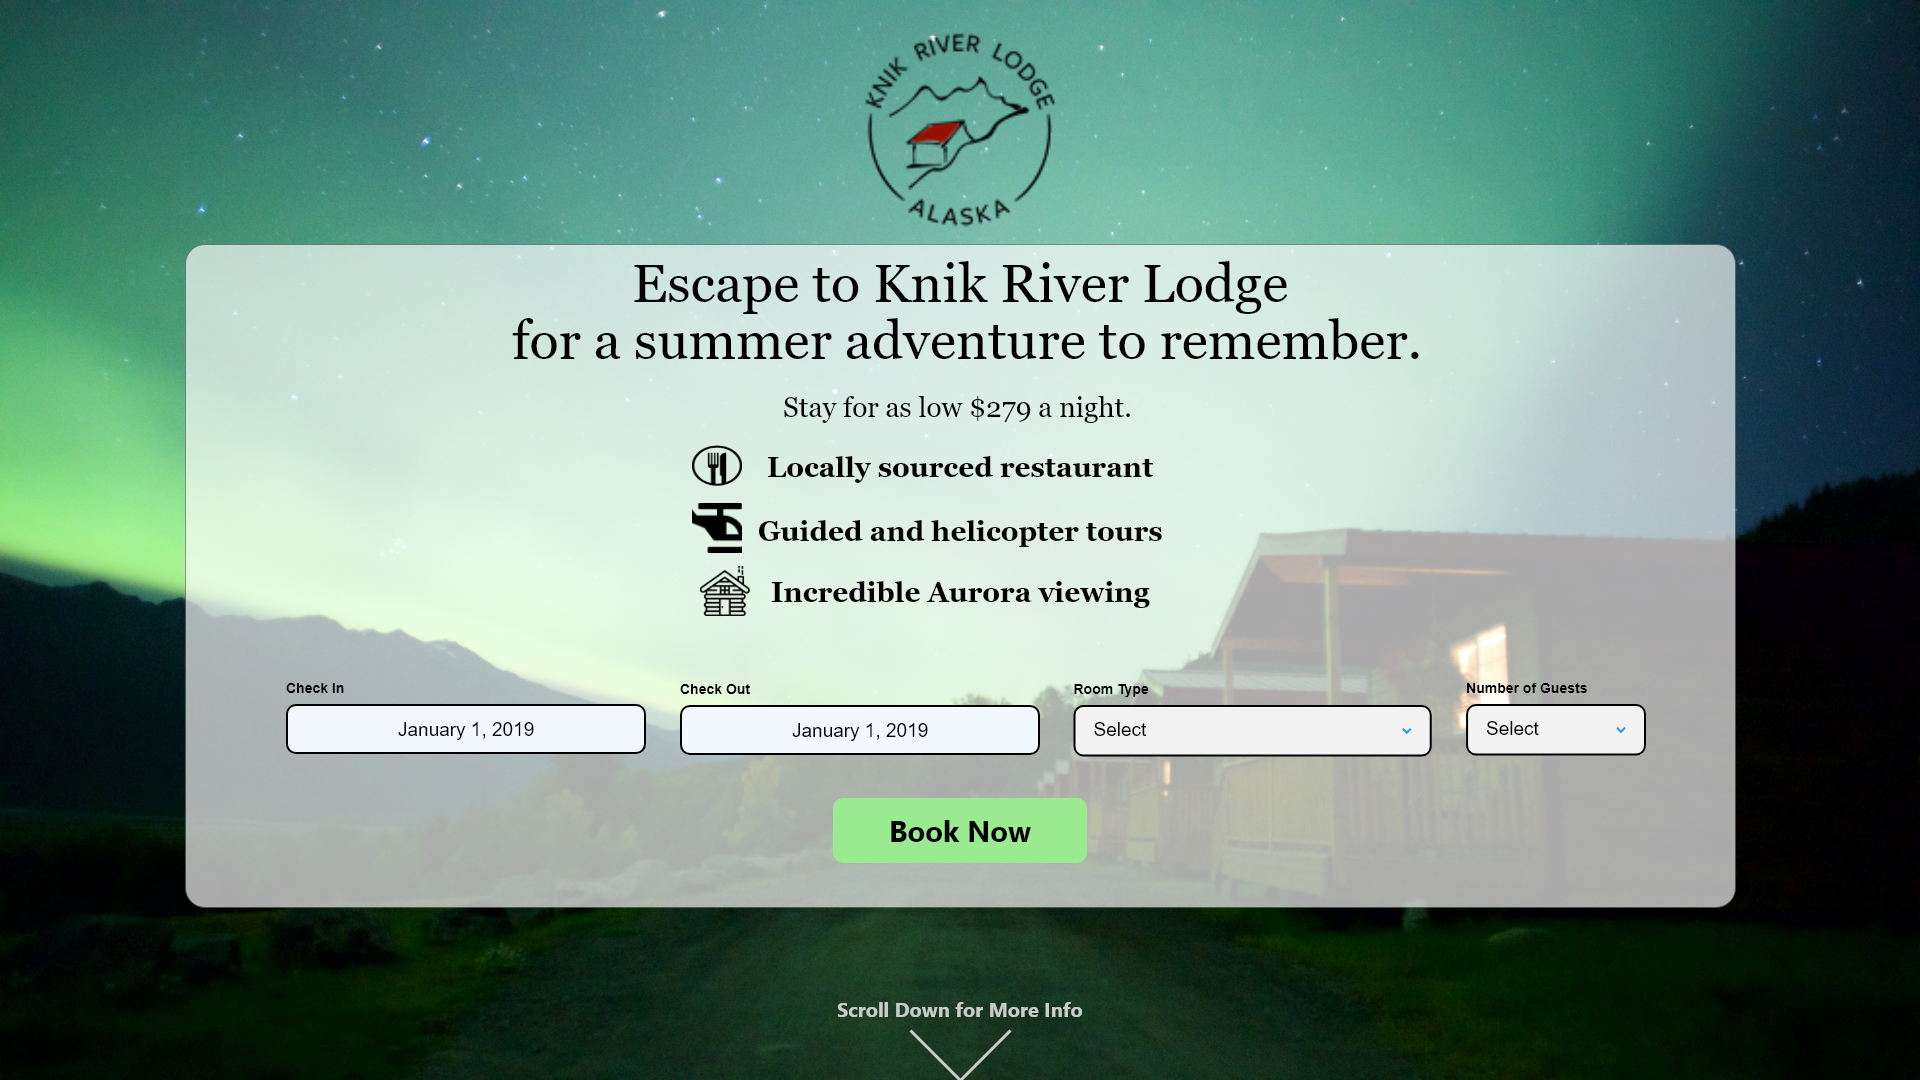 KNIK RIVER LODGE
ALASKA
Escape to Knik River Lodge
for a summer adventure to remember.
Stay for as low $279 a night.
Locally sourced restaurant
Guided and helicopter tours
Incredible Aurora viewing
Check In
Check Out
Room Type
Number of Guests
January 1, 2019
January 1, 2019
Select
Select
Book Now
Scroll Down for More Info